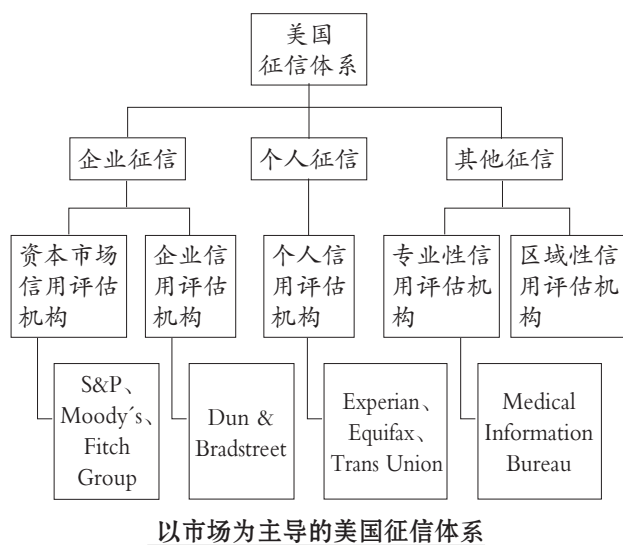 美国
征信体系
企业征信
个人征信
其他征信
资本市场
信用评估
机构
企业信
用评估
机构
个人信
用评估
机构
专业性信
用评估机
构
区域性信
用评估机
构
S&P、
Moody´s、
Fitch
Group
Dun &
Bradstreet
Experian、
Equifax、
Trans Union
Medical
Information
Bureau
以市场为主导的美国征信体系